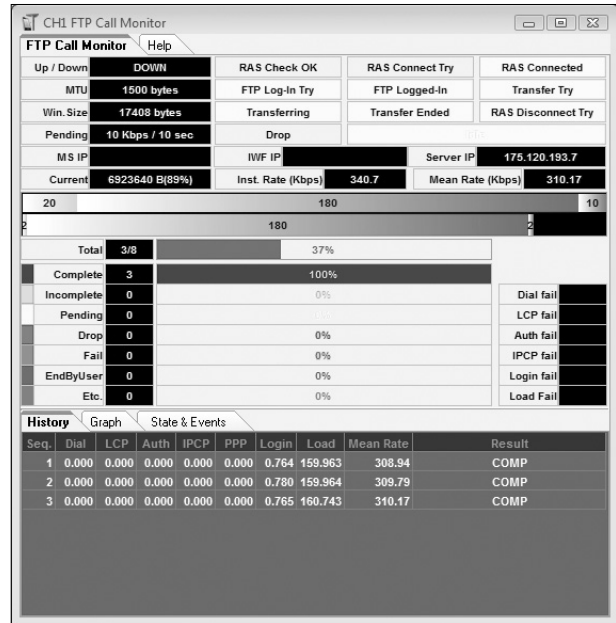 CH1 FTP Call Monitor
FTP Call Monitor Help
Up / Down DOWN RAS Check OK RAS Connect Try RAS Connected
MTU 1500 bytes FTP Log-In Try FTP Logged-In Transfer Try
Win.Size 17408 bytes Transferring Transfer Ended RAS Disconnect Try
Pending 10 Kbps / 10 sec Drop
MS IP IWF IP Server IP 175.120.193.7
Current 6923640 B(89%) Inst. Rate (Kbps) 340.7 Mean Rate (Kbps) 310.17
20 180 10
2 180 2
Total 3/8 37%
Complete 3 100%
Incomplete 0 0% Dial fail
Pending 0 LCP fail
Drop 0 0% Auth fail
Fail 0 0% IPCP fail
EndByUser 0 0% Login fail
Etc. 0 0% Load Fail
History Graph State & Events
Seq. Dial LCP Auth IPCP PPP Login Load Mean Rate Result
1 0.000 0.000 0.000 0.000 0.000 0.764 159.963 308.94 COMP
2 0.000 0.000 0.000 0.000 0.000 0.780 159.964 309.79 COMP
3 0.000 0.000 0.000 0.000 0.000 0.765 160.743 310.17 COMP